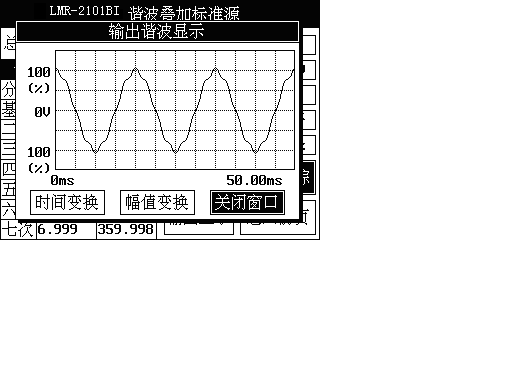 LMR-2101BI 谐波叠加标准源
输出谐波显示
总
100
(%)
0V
100
(%)
0ms 50.00ms
时间变换 幅值变换 关闭窗口
分
基
二
三
四
五
六
七次 6.999 359.998